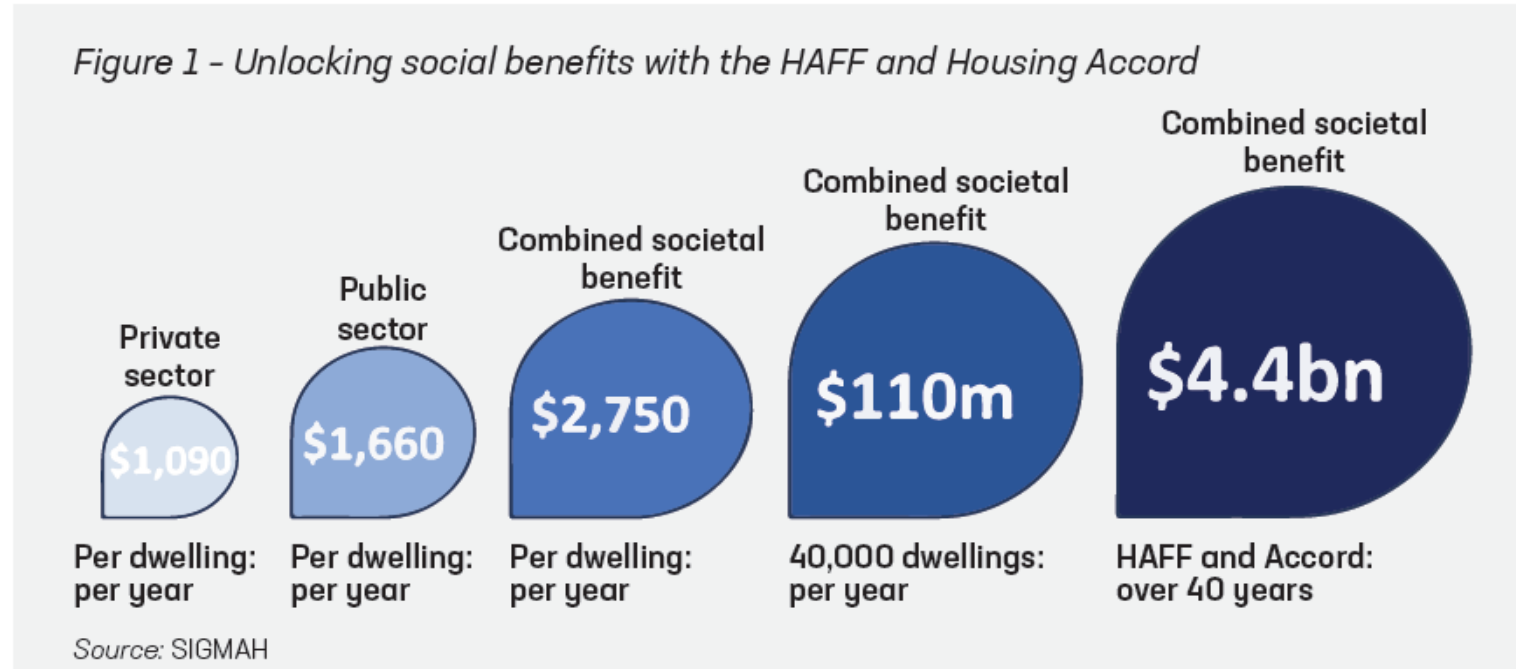 Figure 1 – Unlocking social benefits with the HAFF and Housing Accord
Private
sector
$1,090
Per dwelling:
per year
Public
sector
$1,660
Per dwelling:
per year
Combined societal
benefit
$2,750
Per dwelling:
per year
Combined societal
benefit
$110m
40,000 dwellings:
per year
Combined societal
benefit
$4.4bn
HAFF and Accord:
over 40 years
Source: SIGMAH